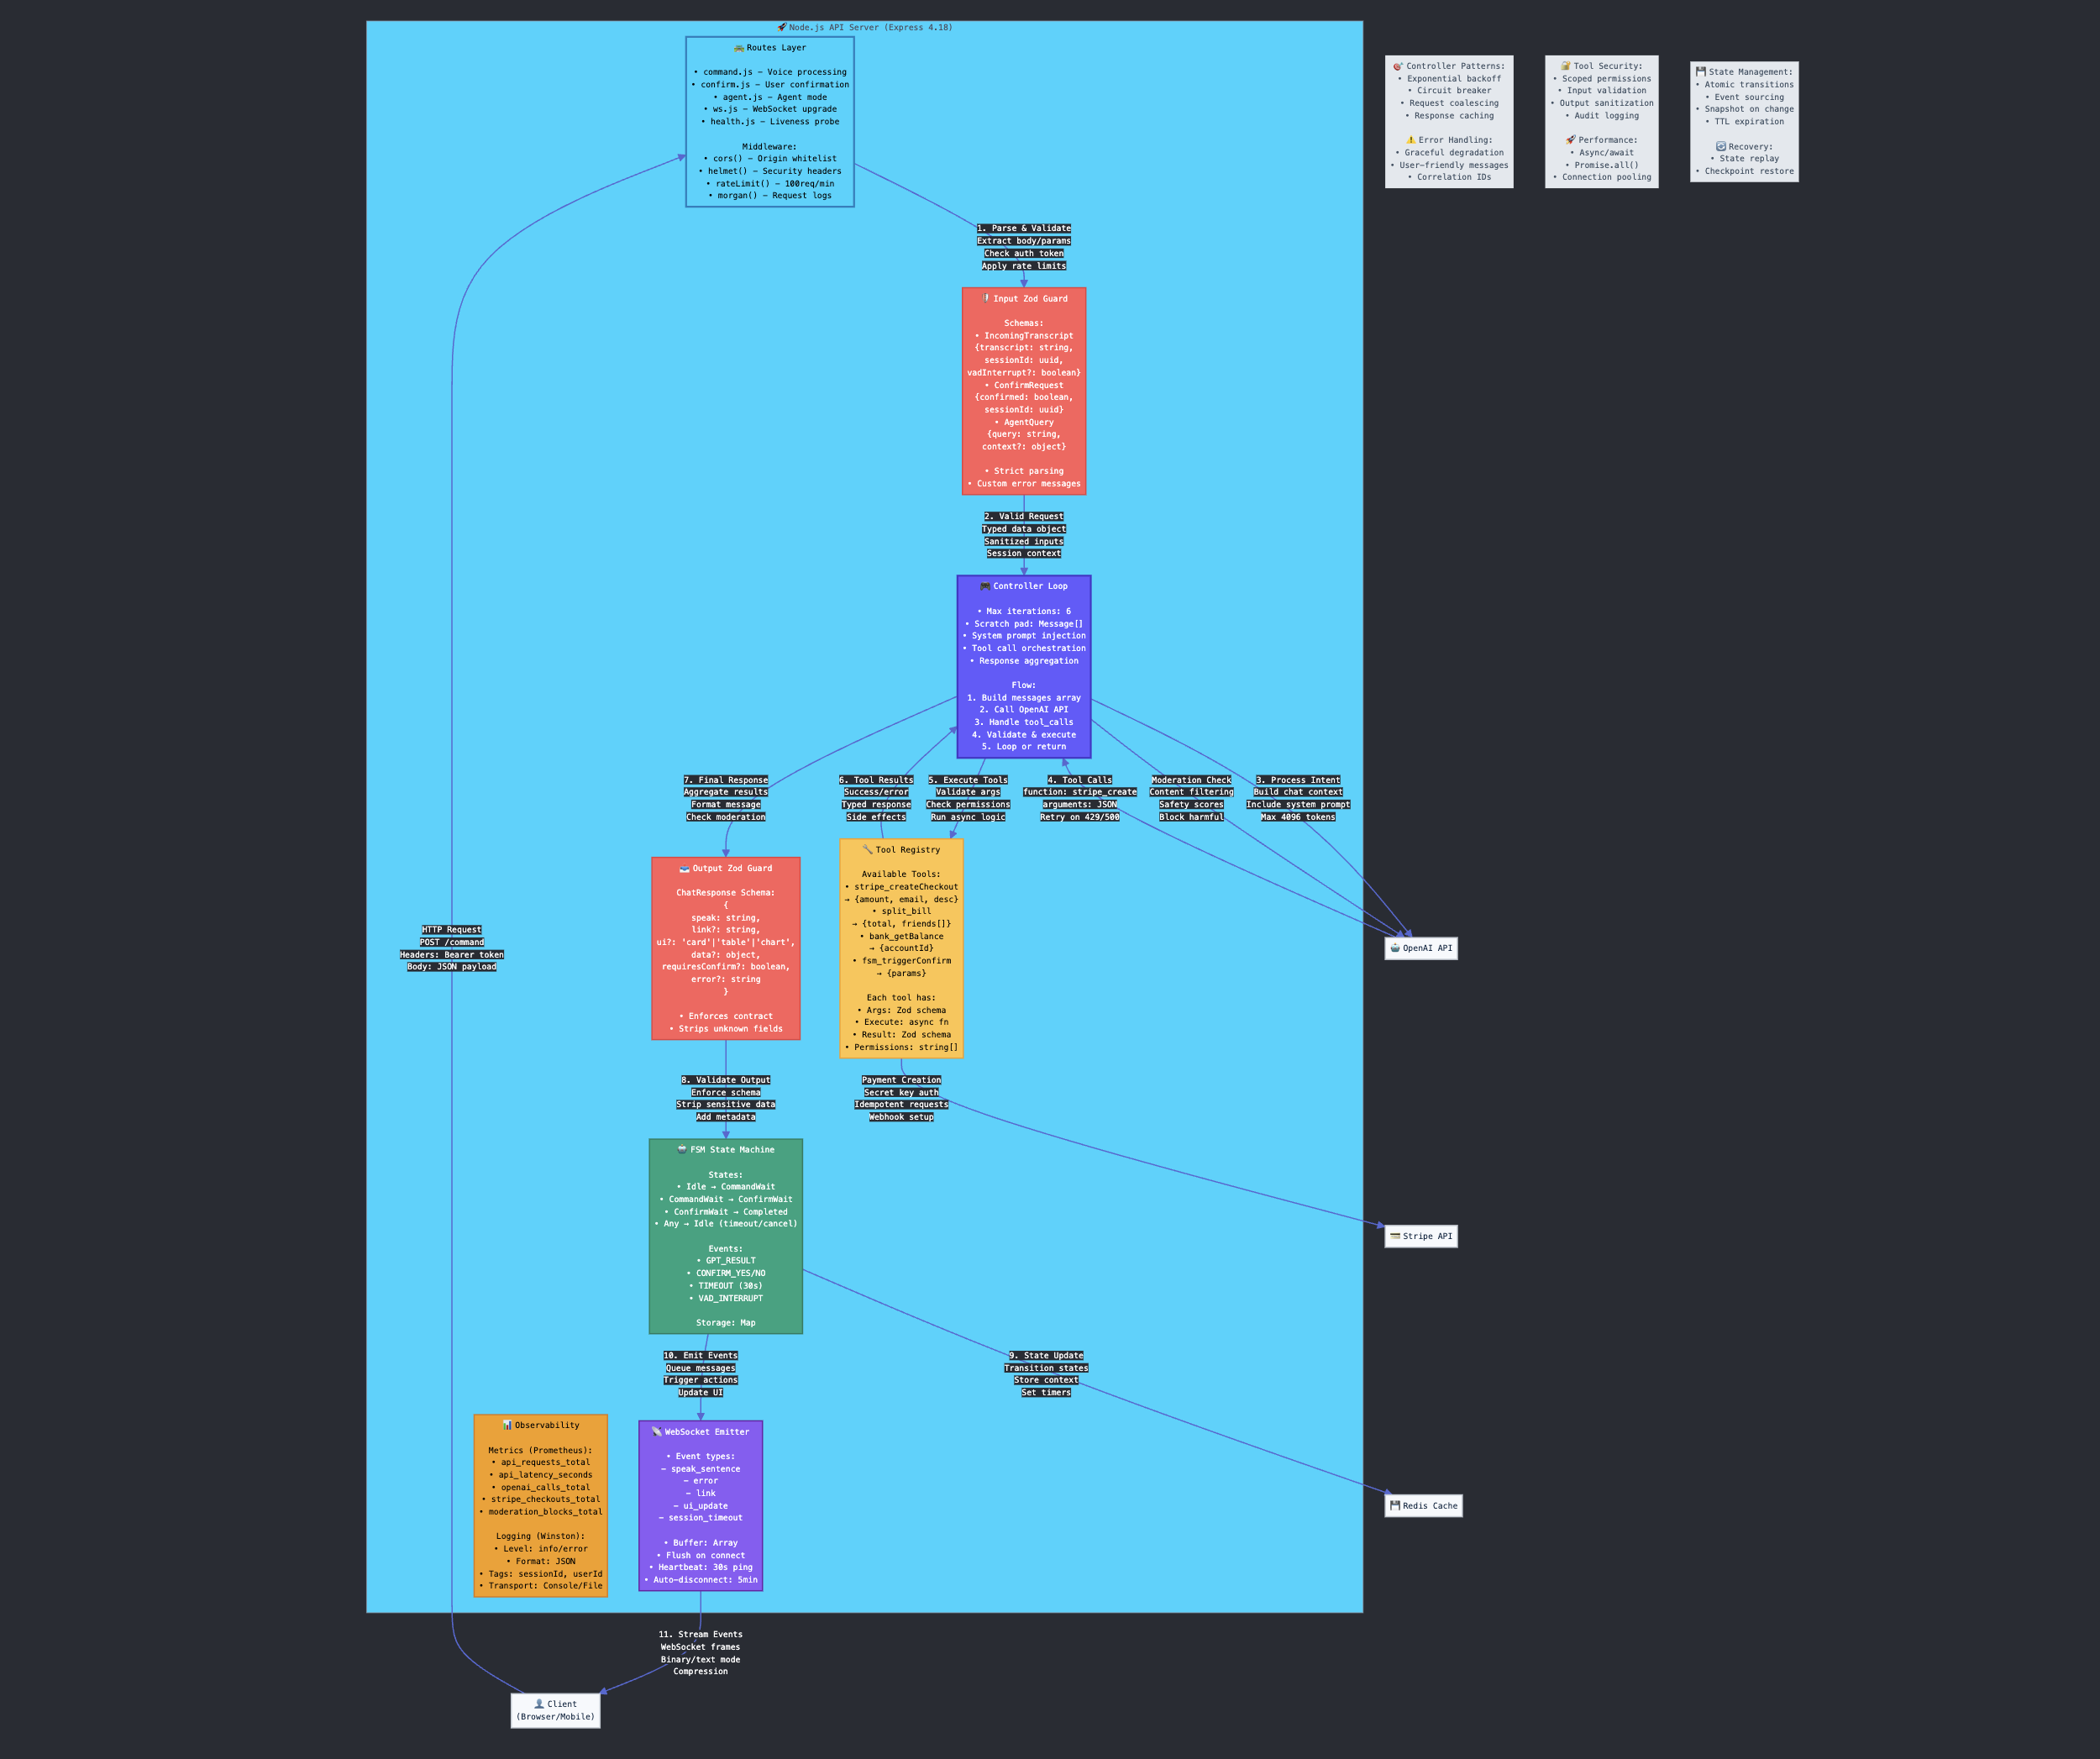 🚀 Node.js API Server (Express 4.18)
🚕 Routes Layer
• command.js – Voice processing
• confirm.js – User confirmation
• agent.js – Agent mode
• ws.js – WebSocket upgrade
• health.js – Liveness probe
Middleware:
• cors() – Origin whitelist
• helmet() – Security headers
• rateLimit() – 100req/min
• morgan() – Request logs
🎯 Controller Patterns:
• Exponential backoff
• Circuit breaker
• Request coalescing
• Response caching
⚠️ Error Handling:
• Graceful degradation
• User-friendly messages
• Correlation IDs
🔐 Tool Security:
• Scoped permissions
• Input validation
• Output sanitization
• Audit logging
🚀 Performance:
• Async/await
• Promise.all()
• Connection pooling
💾 State Management:
• Atomic transitions
• Event sourcing
• Snapshot on change
• TTL expiration
🔄 Recovery:
• State replay
• Checkpoint restore
1. Parse & Validate
Extract body/params
Check auth token
Apply rate limits
Input Zod Guard
Schemas:
• IncomingTranscript
{transcript: string,
sessionId: uuid,
vadInterrupt?: boolean}
• ConfirmRequest
{confirmed: boolean,
sessionId: uuid}
• AgentQuery
{query: string,
context?: object}
• Strict parsing
• Custom error messages
2. Valid Request
Typed data object
Sanitized inputs
Session context
🎮 Controller Loop
• Max iterations: 6
• Scratch pad: Message[]
• System prompt injection
• Tool call orchestration
• Response aggregation
Flow:
1. Build messages array
2. Call OpenAI API
3. Handle tool_calls
4. Validate & execute
5. Loop or return
7. Final Response
Aggregate results
Format message
Check moderation
6. Tool Results
Success/error
Typed response
Side effects
5. Execute Tools
Validate args
Check permissions
Run async logic
4. Tool Calls
function: stripe_create
arguments: JSON
Retry on 429/500
Moderation Check
Content filtering
Safety scores
Block harmful
3. Process Intent
Build chat context
Include system prompt
Max 4096 tokens
Output Zod Guard
ChatResponse Schema:
{
speak: string,
link?: string,
ui?: 'card'|'table'|'chart',
data?: object,
requiresConfirm?: boolean,
error?: string
}
• Enforces contract
• Strips unknown fields
🔨 Tool Registry
Available Tools:
• stripe_createCheckout
→ {amount, email, desc}
• split_bill
→ {total, friends[]}
• bank_getBalance
→ {accountId}
• fsm_triggerConfirm
→ {params}
Each tool has:
• Args: Zod schema
• Execute: async fn
• Result: Zod schema
• Permissions: string[]
🤖 OpenAI API
HTTP Request
POST /command
Headers: Bearer token
Body: JSON payload
8. Validate Output
Enforce schema
Strip sensitive data
Add metadata
Payment Creation
Secret key auth
Idempotent requests
Webhook setup
FSM State Machine
States:
• Idle → CommandWait
• CommandWait → ConfirmWait
• ConfirmWait → Completed
• Any → Idle (timeout/cancel)
Events:
• GPT_RESULT
• CONFIRM_YES/NO
• TIMEOUT (30s)
• VAD_INTERRUPT
Storage: Map
💳 Stripe API
10. Emit Events
Queue messages
Trigger actions
Update UI
9. State Update
Transition states
Store context
Set timers
📊 Observability
Metrics (Prometheus):
• api_requests_total
• api_latency_seconds
• openai_calls_total
• stripe_checkouts_total
• moderation_blocks_total
Logging (Winston):
• Level: info/error
• Format: JSON
• Tags: sessionId, userId
• Transport: Console/File
📡 WebSocket Emitter
• Event types:
– speak_sentence
– error
– link
– ui_update
– session_timeout
• Buffer: Array
• Flush on connect
• Heartbeat: 30s ping
• Auto-disconnect: 5min
💾 Redis Cache
11. Stream Events
WebSocket frames
Binary/text mode
Compression
👤 Client
(Browser/Mobile)